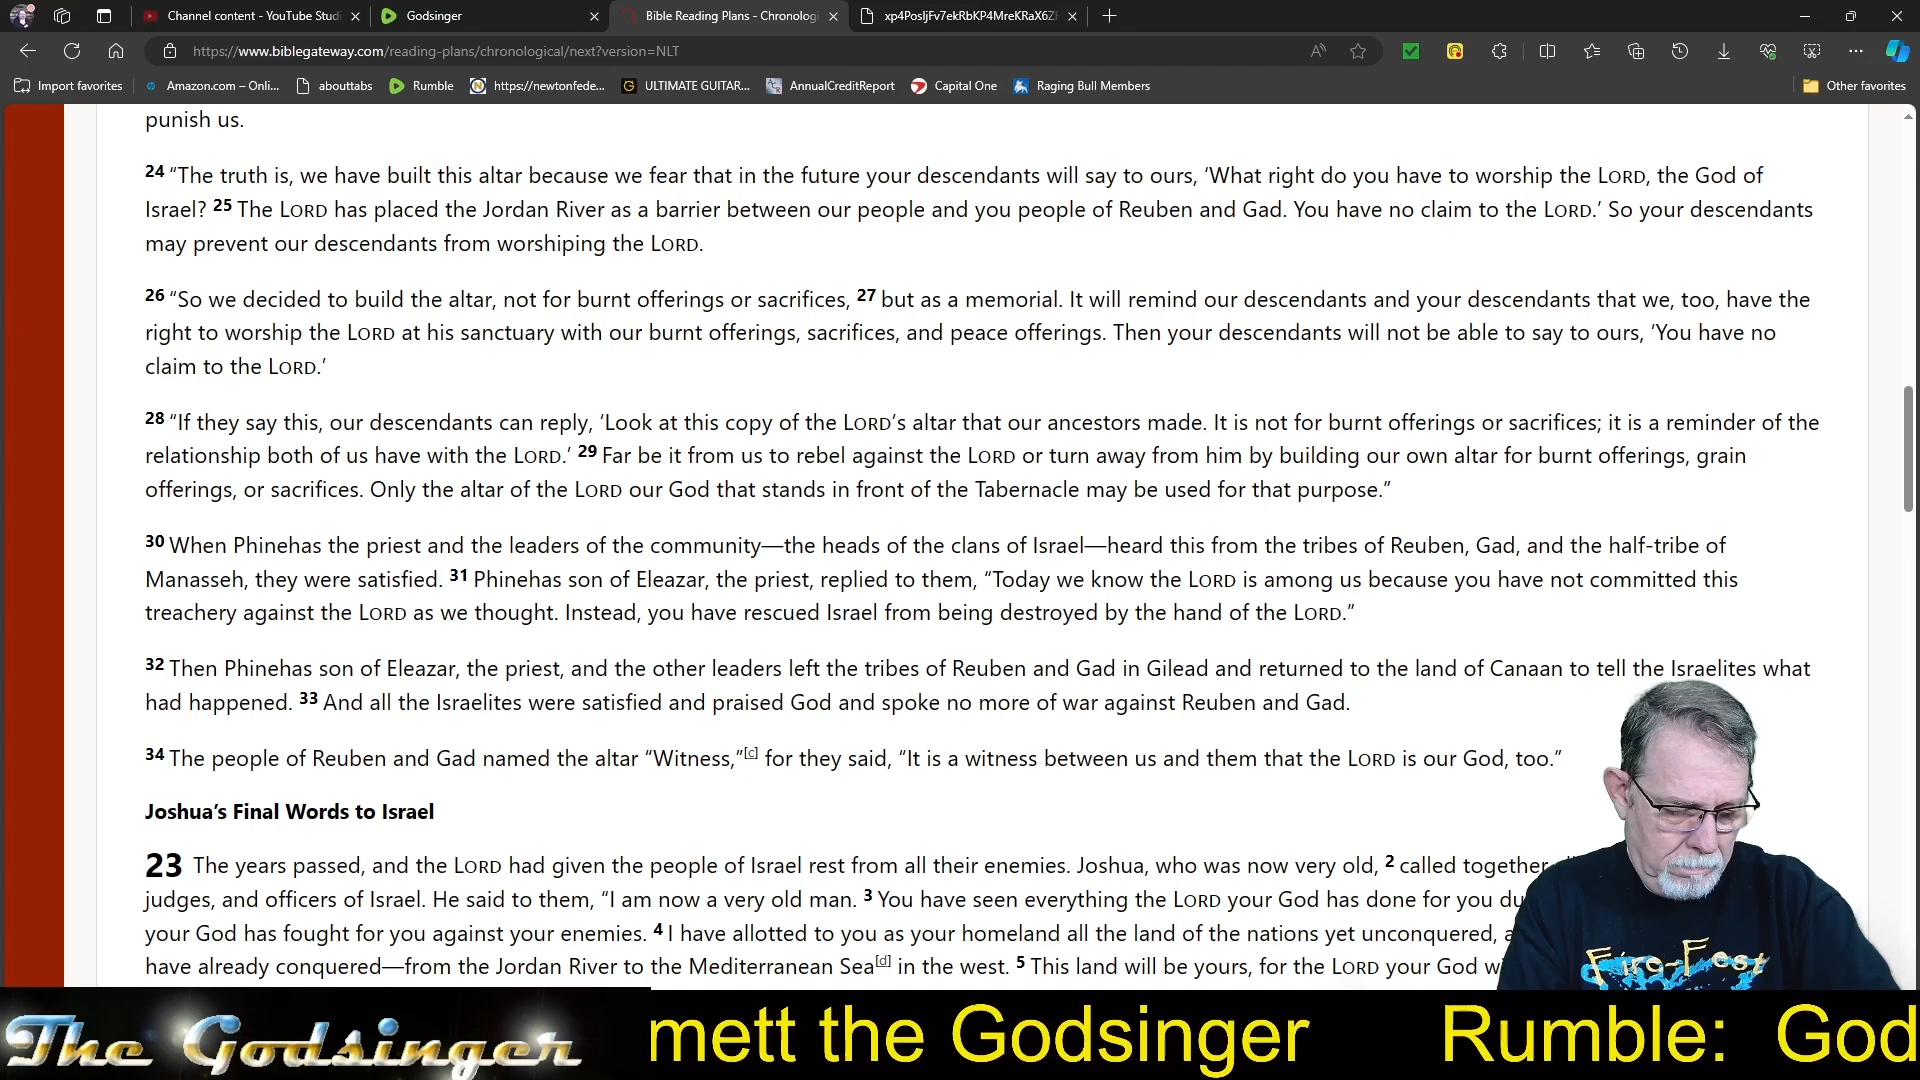 Channel content - YouTube Studi
Godsinger
Bible Reading Plans - Chronologi
xp4PosIjFv7ekRbKP4MreKRaX6ZF
https://www.biblegateway.com/reading-plans/chronological/next?version=NLT
Import favorites
Amazon.com – Onli...
abouttabs
Rumble
https://newtonfede...
ULTIMATE GUITAR...
AnnualCreditReport
Capital One
Raging Bull Members
Other favorites
punish us.
24 “The truth is, we have built this altar because we fear that in the future your descendants will say to ours, ‘What right do you have to worship the LORD, the God of
Israel? 25 The LORD has placed the Jordan River as a barrier between our people and you people of Reuben and Gad. You have no claim to the LORD.’ So your descendants
may prevent our descendants from worshiping the LORD.
26 “So we decided to build the altar, not for burnt offerings or sacrifices, 27 but as a memorial. It will remind our descendants and your descendants that we, too, have the
right to worship the LORD at his sanctuary with our burnt offerings, sacrifices, and peace offerings. Then your descendants will not be able to say to ours, ‘You have no
claim to the LORD.’
28 “If they say this, our descendants can reply, ‘Look at this copy of the LORD’s altar that our ancestors made. It is not for burnt offerings or sacrifices; it is a reminder of the
relationship both of us have with the LORD.’ 29 Far be it from us to rebel against the LORD or turn away from him by building our own altar for burnt offerings, grain
offerings, or sacrifices. Only the altar of the LORD our God that stands in front of the Tabernacle may be used for that purpose.”
30 When Phinehas the priest and the leaders of the community—the heads of the clans of Israel—heard this from the tribes of Reuben, Gad, and the half-tribe of
Manasseh, they were satisfied. 31 Phinehas son of Eleazar, the priest, replied to them, “Today we know the LORD is among us because you have not committed this
treachery against the LORD as we thought. Instead, you have rescued Israel from being destroyed by the hand of the LORD.”
32 Then Phinehas son of Eleazar, the priest, and the other leaders left the tribes of Reuben and Gad in Gilead and returned to the land of Canaan to tell the Israelites what
had happened. 33 And all the Israelites were satisfied and praised God and spoke no more of war against Reuben and Gad.
34 The people of Reuben and Gad named the altar “Witness,”[c] for they said, “It is a witness between us and them that the LORD is our God, too.”
Joshua’s Final Words to Israel
23 The years passed, and the LORD had given the people of Israel rest from all their enemies. Joshua, who was now very old, 2 called together
judges, and officers of Israel. He said to them, “I am now a very old man. 3 You have seen everything the LORD your God has done for you du
your God has fought for you against your enemies. 4 I have allotted to you as your homeland all the land of the nations yet unconquered, a
have already conquered—from the Jordan River to the Mediterranean Sea[d] in the west. 5 This land will be yours, for the LORD your God wi
Fire-Fest
The Godsinger
mett the Godsinger Rumble: God